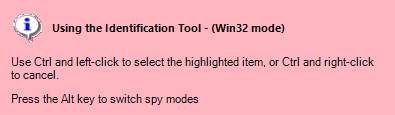 Using the Identification Tool - (Win32 mode)
Use Ctrl and left-click to select the highlighted item, or Ctrl and right-click
to cancel.
Press the Alt key to switch spy modes